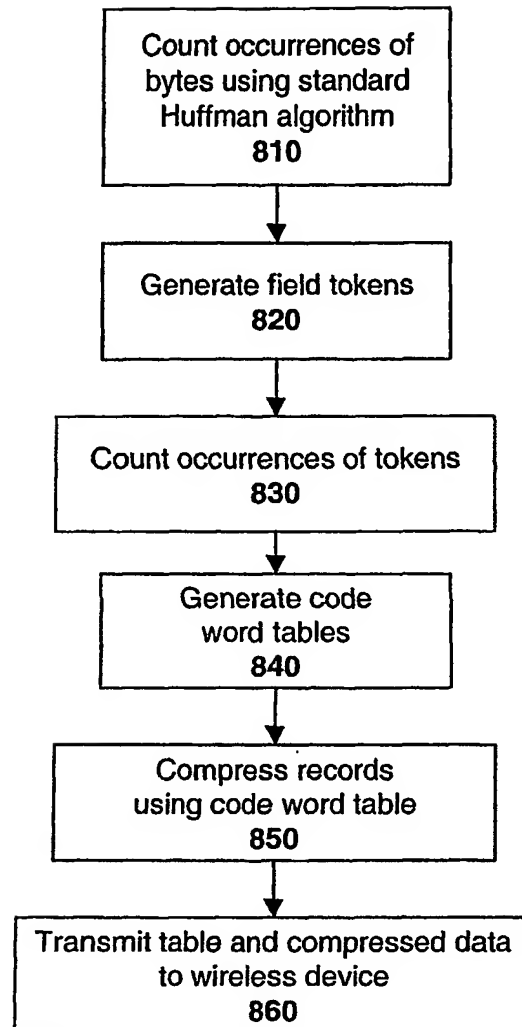 Count occurrences of
bytes using standard
Huffman algorithm
810
Generate field tokens
820
Count occurrences of tokens
830
Generate code
word tables
840
Compress records
using code word table
850
Transmit table and compressed data
to wireless device
860